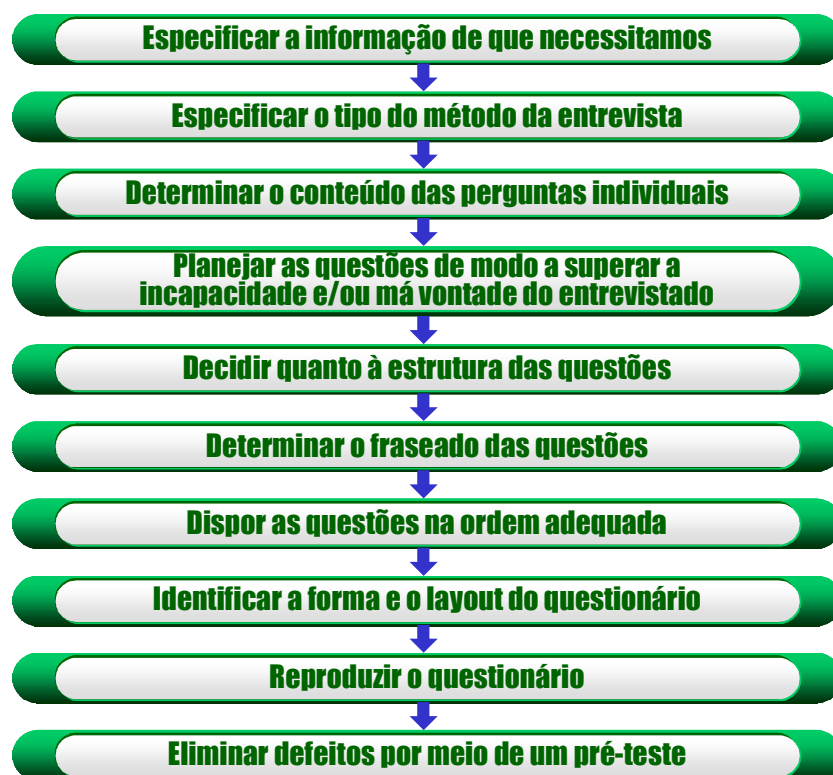 Especificar a informação de que necessitamos
Especificar o tipo do método da entrevista
Determinar o conteúdo das perguntas individuais
Planejar as questões de modo a superar a
incapacidade e/ou má vontade do entrevistado
Decidir quanto à estrutura das questões
Determinar o fraseado das questões
Dispor as questões na ordem adequada
Identificar a forma e o layout do questionário
Reproduzir o questionário
Eliminar defeitos por meio de um pré-teste